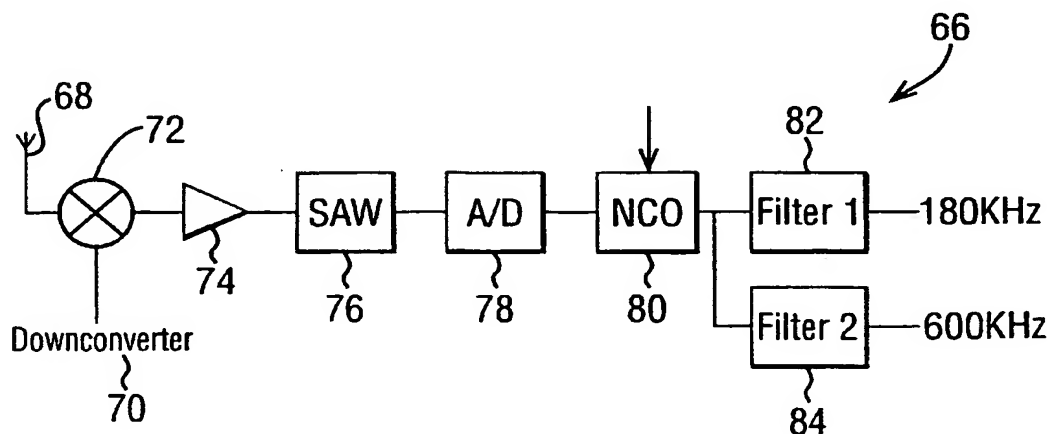 66
68
72
82
SAW
A/D
NCO
Filter 1
180KHz
74
76
78
80
Downconverter
Filter 2
600KHz
70
84